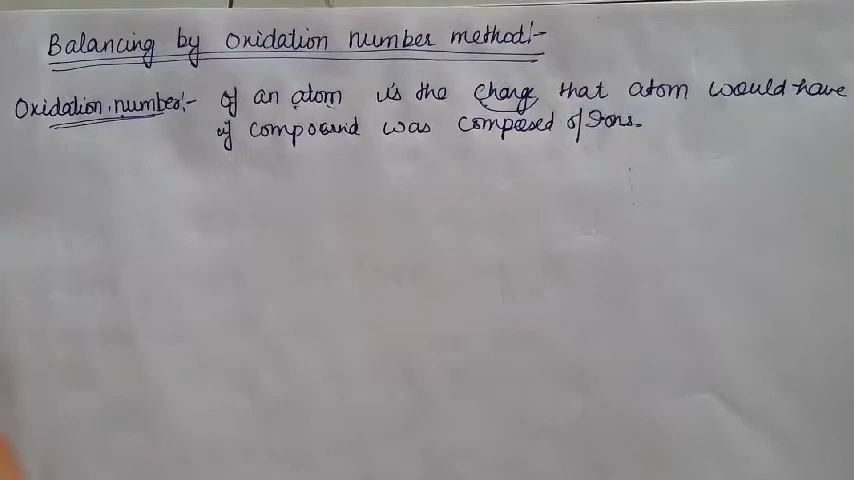 Balancing by Oxidation number method:-
Oxidation number:- Of an atom is the charge that atom would have
if compound was composed of Ions.